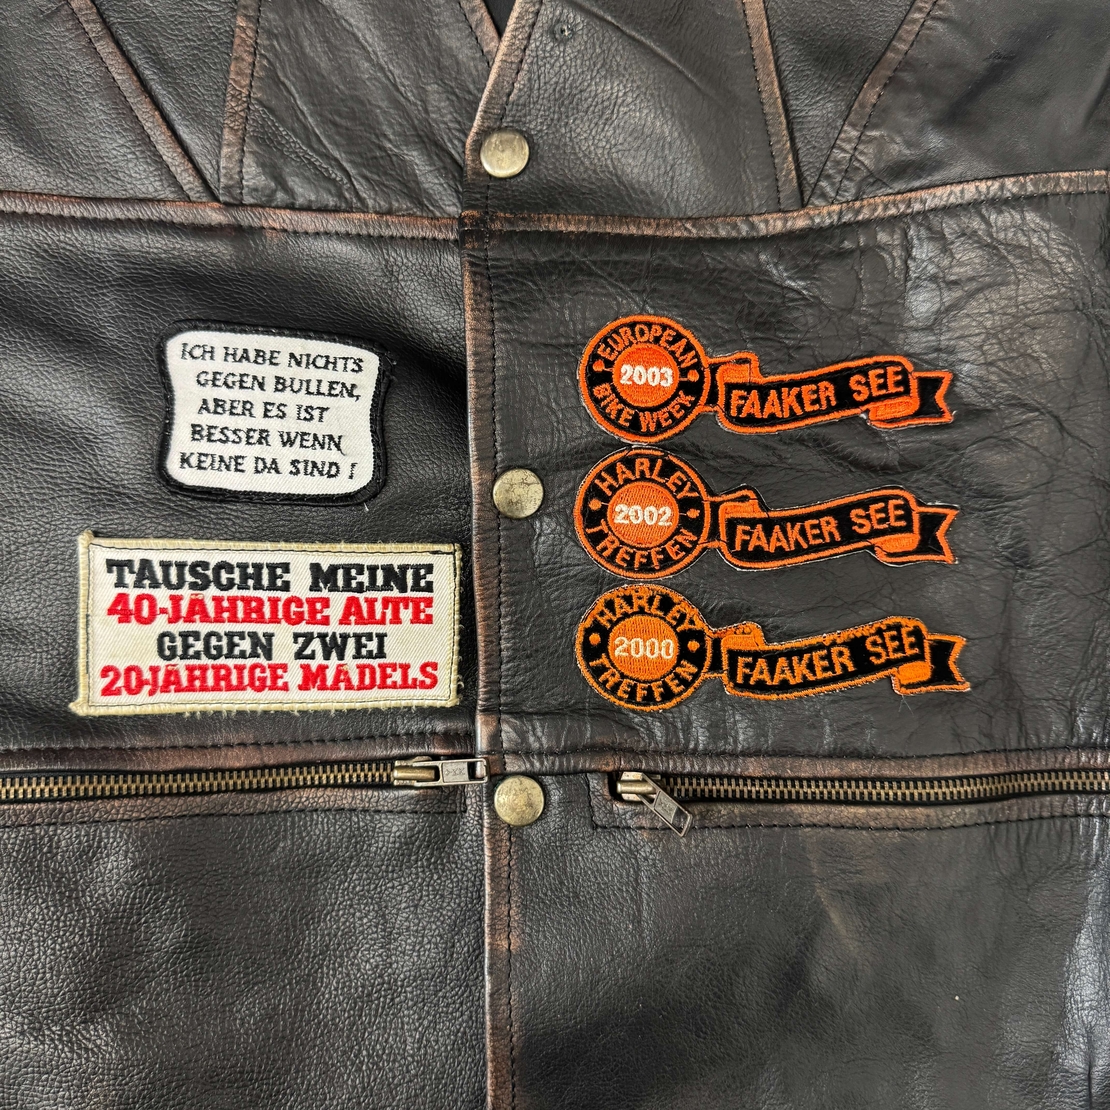 ICH HABE NICHTS
GEGEN BULLEN,
ABER ES IST
BESSER WENN
KEINE DA SIND !
TAUSCHE MEINE
40-JÄHRIGE ALTE
GEGEN ZWEI
20-JÄHRIGE MÄDELS
EUROPEAN
2003
BIKE WEEK
FAAKER SEE
HARLEY
2002
TREFFEN
FAAKER SEE
HARLEY
2000
TREFFEN
FAAKER SEE